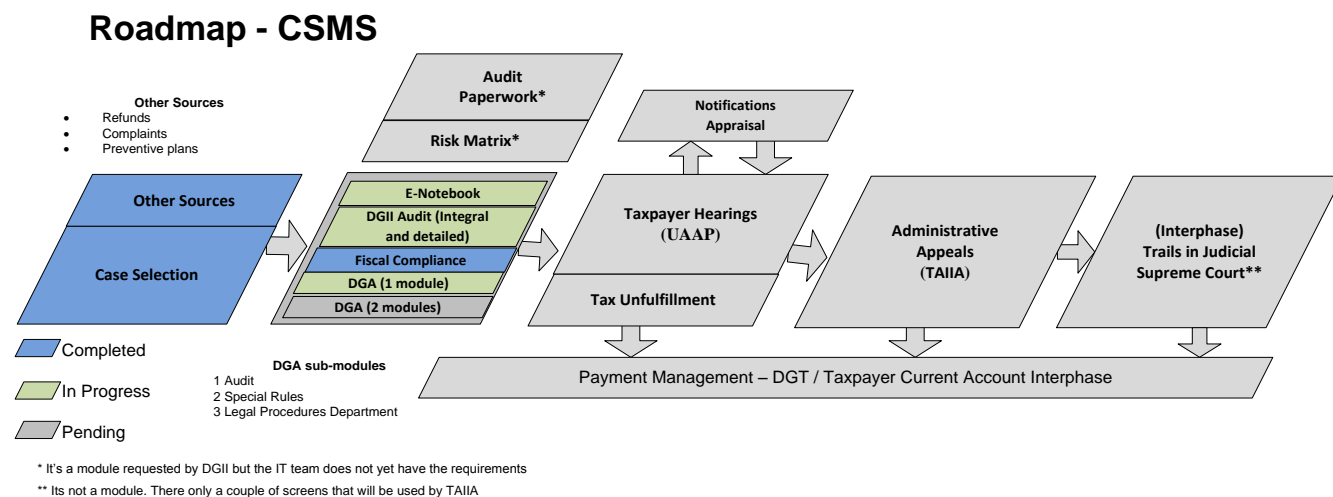 Roadmap - CSMS
Other Sources
• Refunds
• Complaints
• Preventive plans
Audit
Paperwork*
Risk Matrix*
Notifications
Appraisal
Other Sources
Case Selection
E-Notebook
DGII Audit (Integral
and detailed)
Fiscal Compliance
DGA (1 module)
DGA (2 modules)
Taxpayer Hearings
(UAAP)
Tax Unfulfillment
Administrative
Appeals
(TAIIA)
(Interphase)
Trails in Judicial
Supreme Court**
Completed
In Progress
Pending
DGA sub-modules
1 Audit
2 Special Rules
3 Legal Procedures Department
Payment Management – DGT / Taxpayer Current Account Interphase
* It's a module requested by DGII but the IT team does not yet have the requirements
** Its not a module. There only a couple of screens that will be used by TAIIA